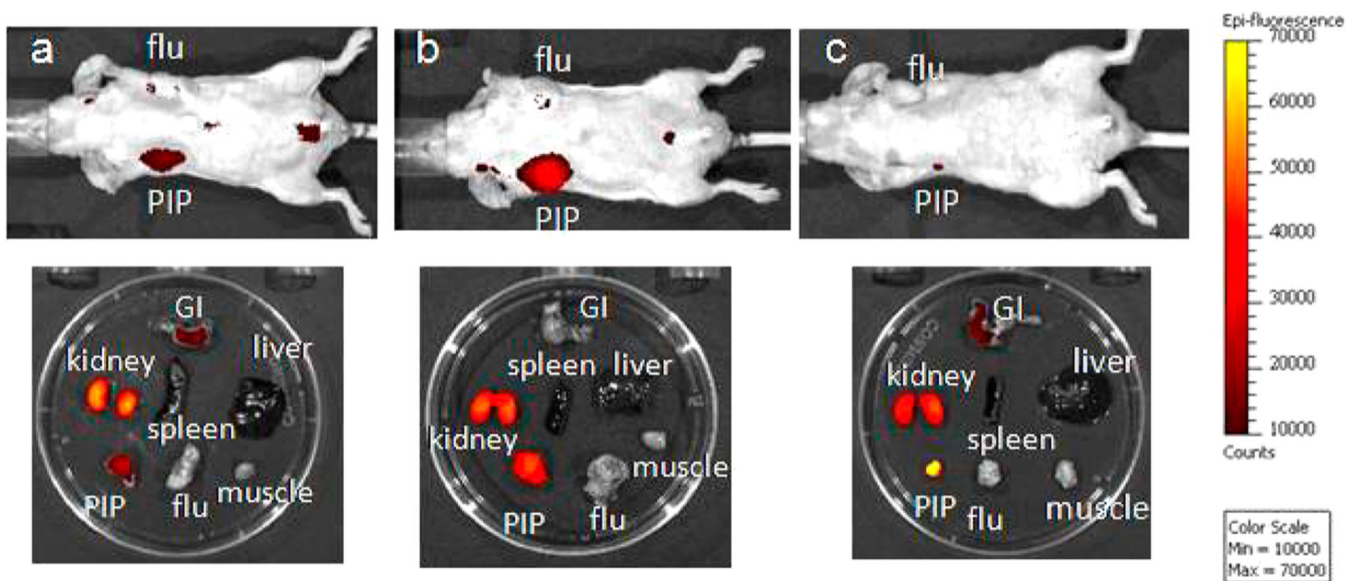 a
flu
PIP
b
flu
PIP
c
flu
PIP
Epi-fluorescence
70000
60000
50000
40000
30000
20000
10000
Counts
GI
kidney
liver
spleen
PIP
flu
muscle
GI
spleen
liver
kidney
muscle
PIP
flu
GI
kidney
liver
spleen
PIP
flu
muscle
Color Scale
Min = 10000
Max = 70000